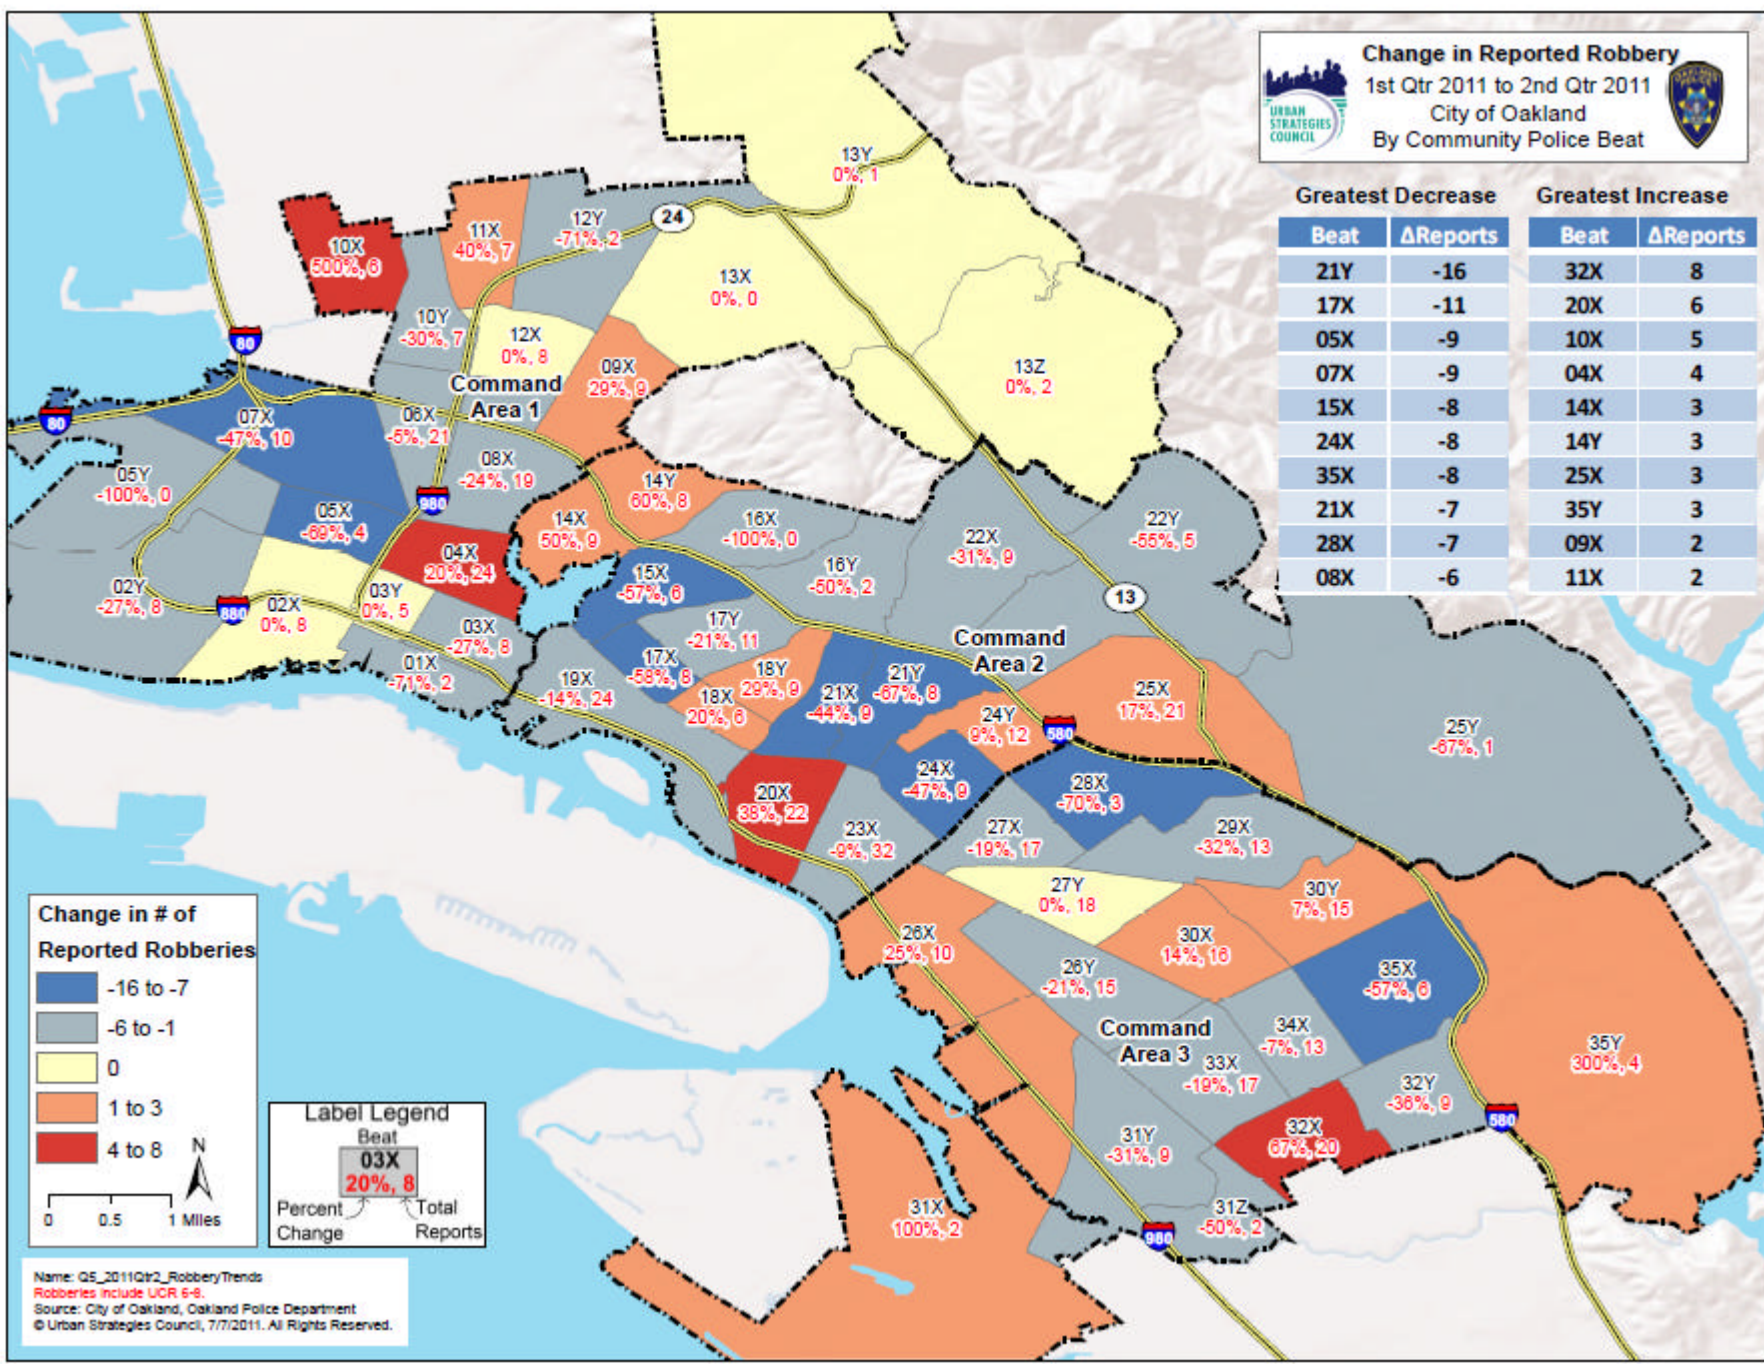 Change in Reported Robbery
1st Qtr 2011 to 2nd Qtr 2011
City of Oakland
By Community Police Beat
URBAN
STRATEGIES
COUNCIL
OAKLAND
POLICE
Greatest Decrease
Beat ΔReports
21Y -16
17X -11
05X -9
07X -9
15X -8
24X -8
35X -8
21X -7
28X -7
08X -6
Greatest Increase
Beat ΔReports
32X 8
20X 6
10X 5
04X 4
14X 3
14Y 3
25X 3
35Y 3
09X 2
11X 2
13Y
0%, 1
10X
500%, 6
11X
40%, 7
12Y
-71%, 2
24
13X
0%, 0
10Y
-30%, 7
12X
0%, 8
80
13Z
0%, 2
09X
29%, 9
Command
Area 1
80
07X
-47%, 10
06X
-5%, 21
08X
-24%, 19
05Y
-100%, 0
14Y
60%, 8
980
05X
-69%, 4
14X
50%, 9
16X
-100%, 0
22X
-31%, 9
22Y
-55%, 5
04X
20%, 24
16Y
-50%, 2
15X
-57%, 6
02Y
-27%, 8
880
02X
0%, 8
03Y
0%, 5
13
03X
-27%, 8
17Y
-21%, 11
Command
Area 2
01X
-71%, 2
19X
-14%, 24
17X
-58%, 8
18Y
29%, 9
18X
20%, 6
21X
-44%, 9
21Y
-67%, 8
25X
17%, 21
24Y
9%, 12
580
25Y
-67%, 1
20X
38%, 22
24X
-47%, 9
28X
-70%, 3
23X
-9%, 32
27X
-19%, 17
29X
-32%, 13
27Y
0%, 18
30Y
7%, 15
26X
25%, 10
30X
14%, 16
26Y
-21%, 15
35X
-57%, 6
Command
Area 3
34X
-7%, 13
33X
-19%, 17
35Y
300%, 4
32Y
-36%, 9
580
31Y
-31%, 9
32X
67%, 20
31X
100%, 2
31Z
-50%, 2
980
Change in # of
Reported Robberies
-16 to -7
-6 to -1
0
1 to 3
4 to 8
N
0 0.5 1 Miles
Label Legend
Beat
03X
20%, 8
Percent
Change
Total
Reports
Name: Q5_2011Qtr2_RobberyTrends
Robberies include UCR 6-8.
Source: City of Oakland, Oakland Police Department
© Urban Strategies Council, 7/7/2011. All Rights Reserved.